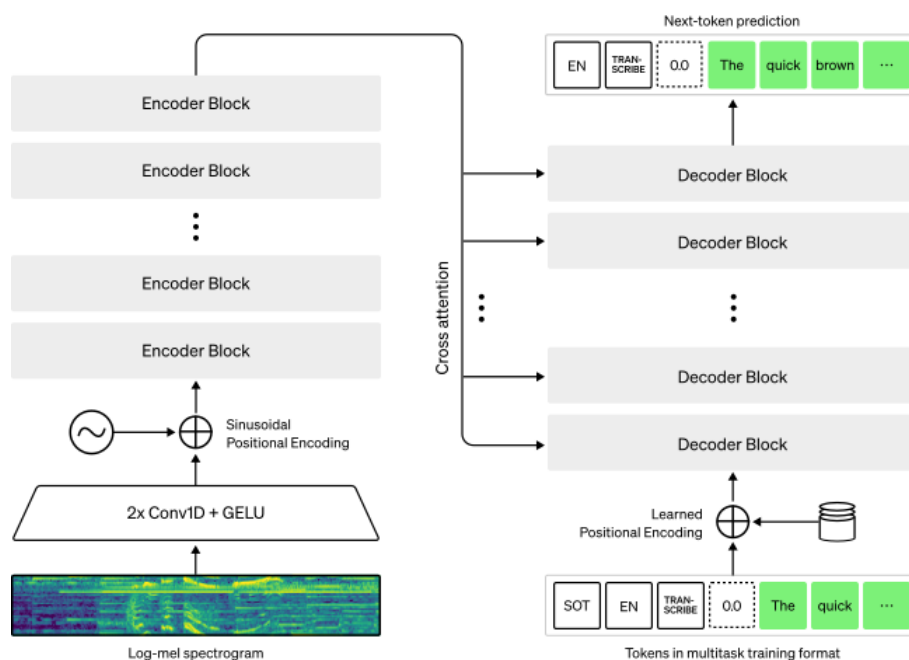 Next-token prediction
EN
TRAN-
SCRIBE
0.0
The
quick
brown
...
Encoder Block
Encoder Block
Encoder Block
Encoder Block
Sinusoidal
Positional Encoding
2x Conv1D + GELU
Log-mel spectrogram
Cross attention
Decoder Block
Decoder Block
Decoder Block
Decoder Block
Learned
Positional Encoding
SOT
EN
TRAN-
SCRIBE
0.0
The
quick
...
Tokens in multitask training format